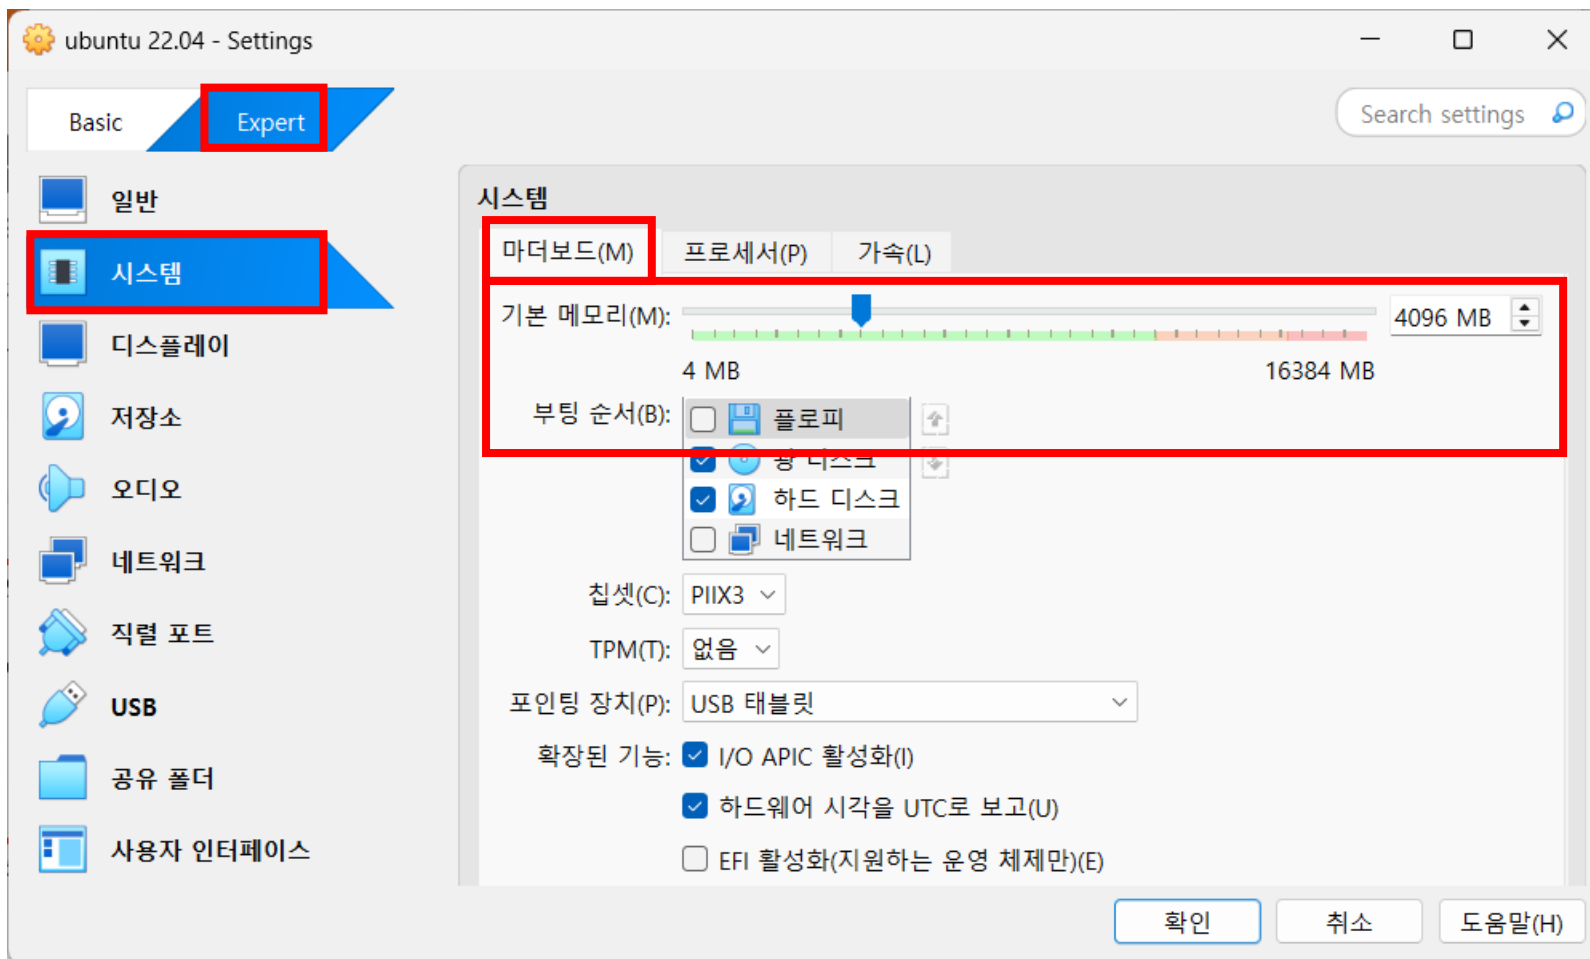 ubuntu 22.04 - Settings
Basic
Expert
Search settings
일반
시스템
디스플레이
저장소
오디오
네트워크
직렬 포트
USB
공유 폴더
사용자 인터페이스
시스템
마더보드(M)
프로세서(P)
가속(L)
기본 메모리(M):
4096 MB
4 MB
16384 MB
부팅 순서(B):
플로피
광 디스크
하드 디스크
네트워크
칩셋(C):
PIIX3
TPM(T):
없음
포인팅 장치(P):
USB 태블릿
확장된 기능:
I/O APIC 활성화(I)
하드웨어 시각을 UTC로 보고(U)
EFI 활성화(지원하는 운영 체제만)(E)
확인
취소
도움말(H)